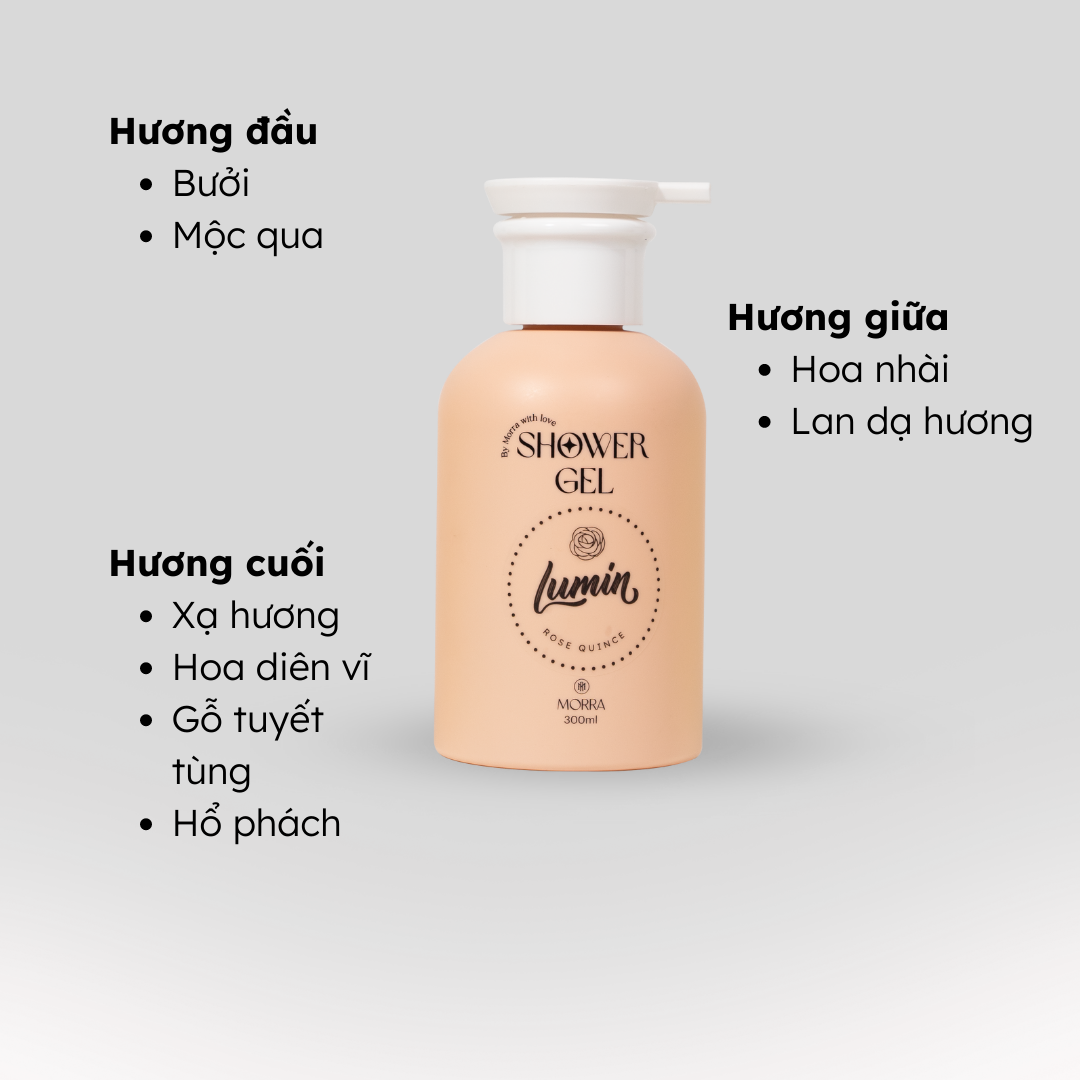 Hương đầu
Bưởi
Mộc qua
Hương giữa
Hoa nhài
Lan dạ hương
Hương cuối
Xạ hương
Hoa diên vĩ
Gỗ tuyết
tùng
Hổ phách
By Morra with love
SHOWER
GEL
Lumin
ROSE QUINCE
MORRA
300ml